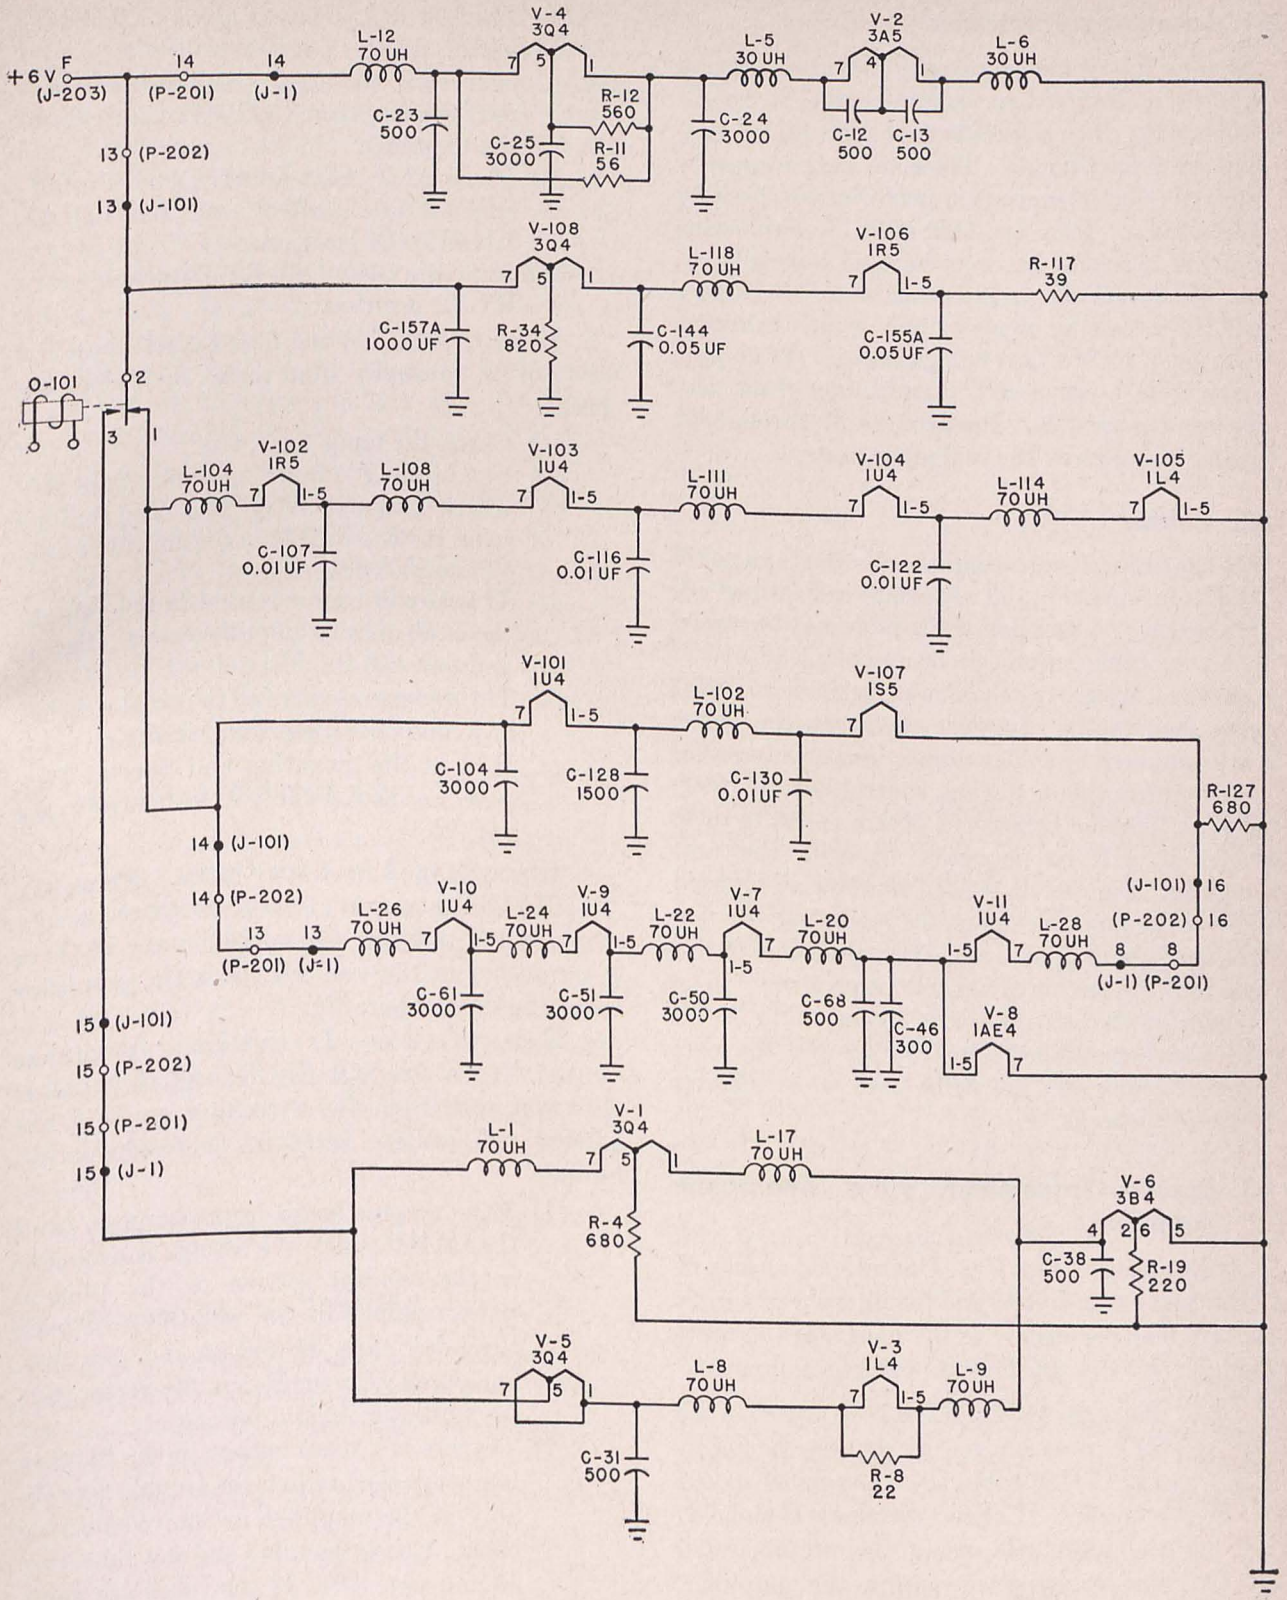 +6V F (J-203)
14 (P-201)
14 (J-1)
L-12
70 UH
C-23
500
V-4
3Q4
7 5 1
C-25
3000
R-12
560
R-11
56
C-24
3000
L-5
30 UH
V-2
3A5
7 4 1
C-12
500
C-13
500
L-6
30 UH
13 (P-202)
13 (J-101)
V-108
3Q4
7 5 1
C-157A
1000 UF
R-34
820
C-144
0.05 UF
L-118
70 UH
V-106
1R5
7 1-5
C-155A
0.05 UF
R-117
39
O-101
2
3 1
L-104
70 UH
V-102
1R5
7 1-5
C-107
0.01 UF
L-108
70 UH
V-103
1U4
7 1-5
C-116
0.01 UF
L-111
70 UH
V-104
1U4
7 1-5
C-122
0.01 UF
L-114
70 UH
V-105
1L4
7 1-5
V-101
1U4
7 1-5
C-104
3000
C-128
1500
L-102
70 UH
C-130
0.01 UF
V-107
1S5
7 1
R-127
680
14 (J-101)
14 (P-202)
13 (P-201)
13 (J-1)
L-26
70 UH
V-10
1U4
7 1-5
C-61
3000
L-24
70 UH
V-9
1U4
7 1-5
C-51
3000
L-22
70 UH
V-7
1U4
1-5 7
C-50
3000
L-20
70 UH
C-68
500
C-46
300
V-11
1U4
1-5 7
L-28
70 UH
8 (J-1)
8 (P-201)
(J-101) 16
(P-202) 16
V-8
1AE4
1-5 7
15 (J-101)
15 (P-202)
15 (P-201)
15 (J-1)
L-1
70 UH
V-1
3Q4
7 5 1
R-4
680
L-17
70 UH
V-6
3B4
4 2 6 5
C-38
500
R-19
220
V-5
3Q4
7 5 1
C-31
500
L-8
70 UH
V-3
1L4
7 1-5
R-8
22
L-9
70 UH